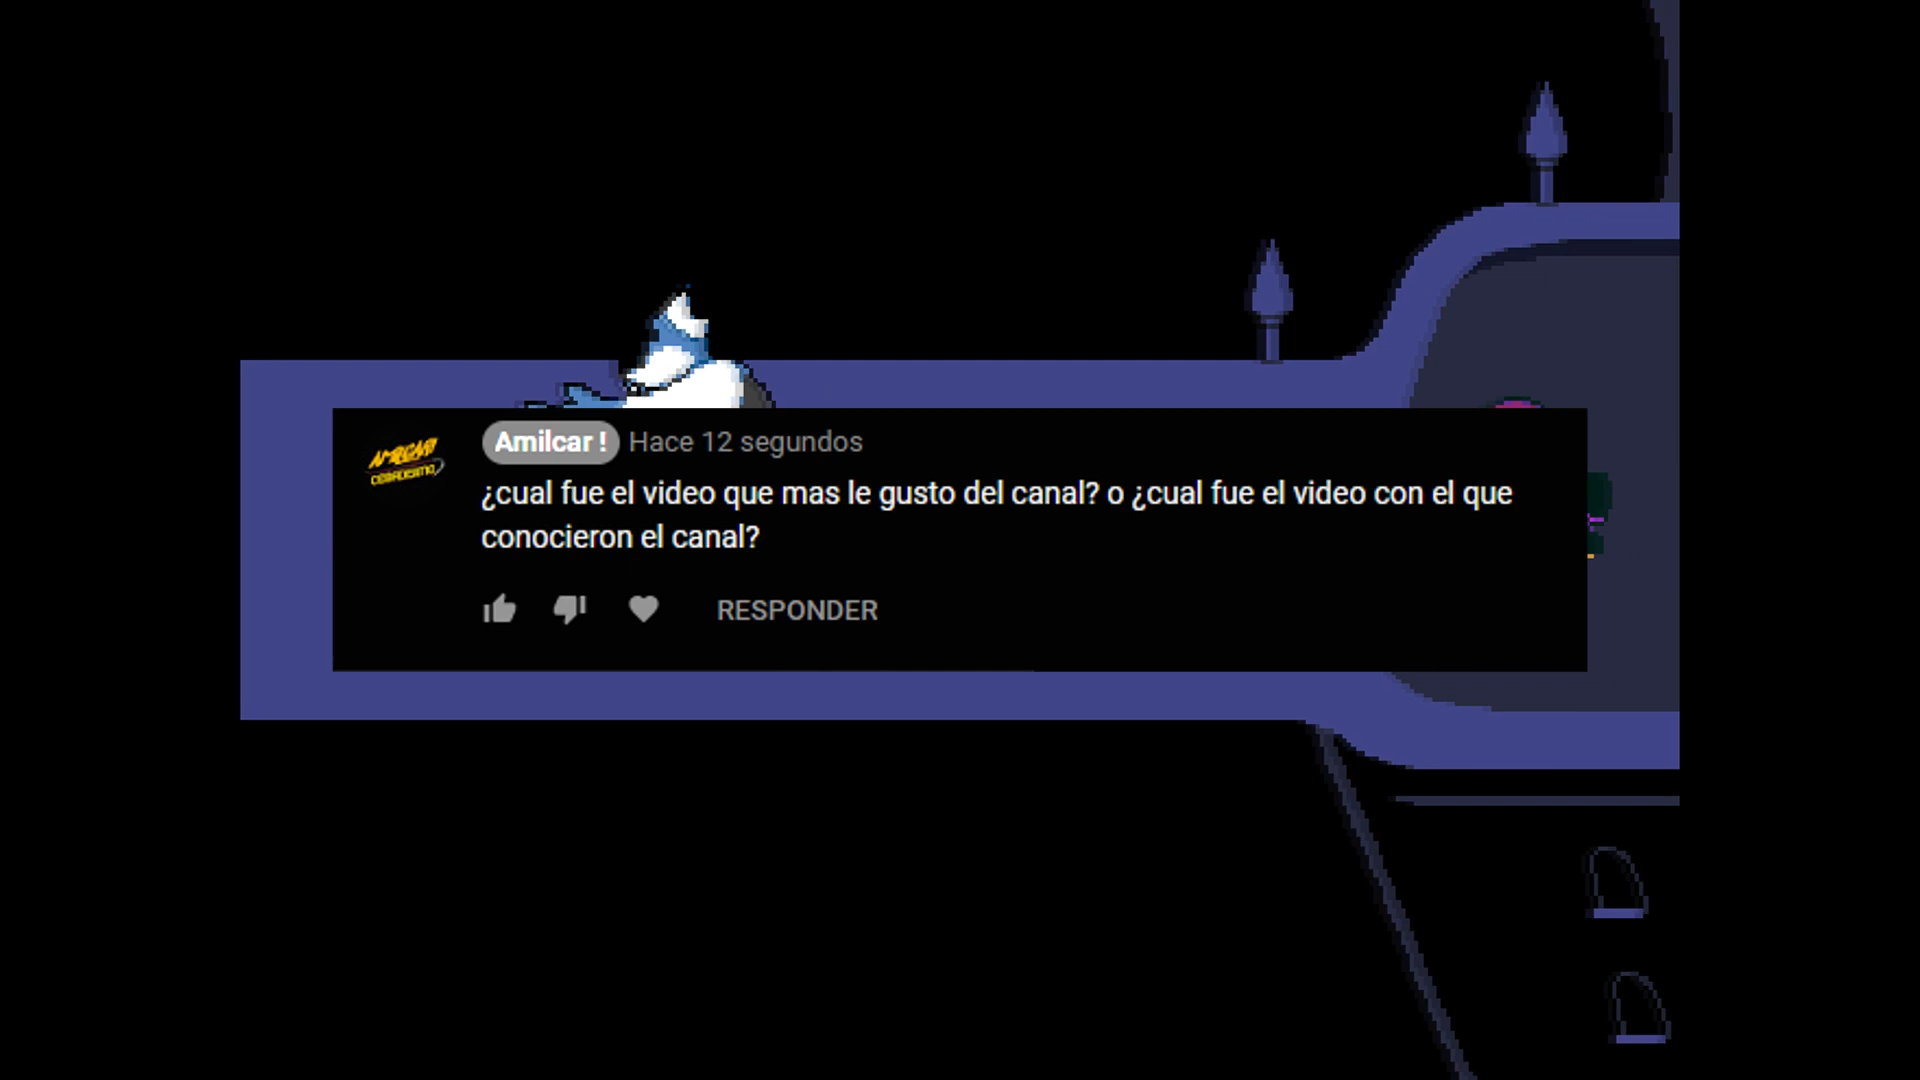 Amilcar ! Hace 12 segundos
¿cual fue el video que mas le gusto del canal? o ¿cual fue el video con el que
conocieron el canal?
RESPONDER